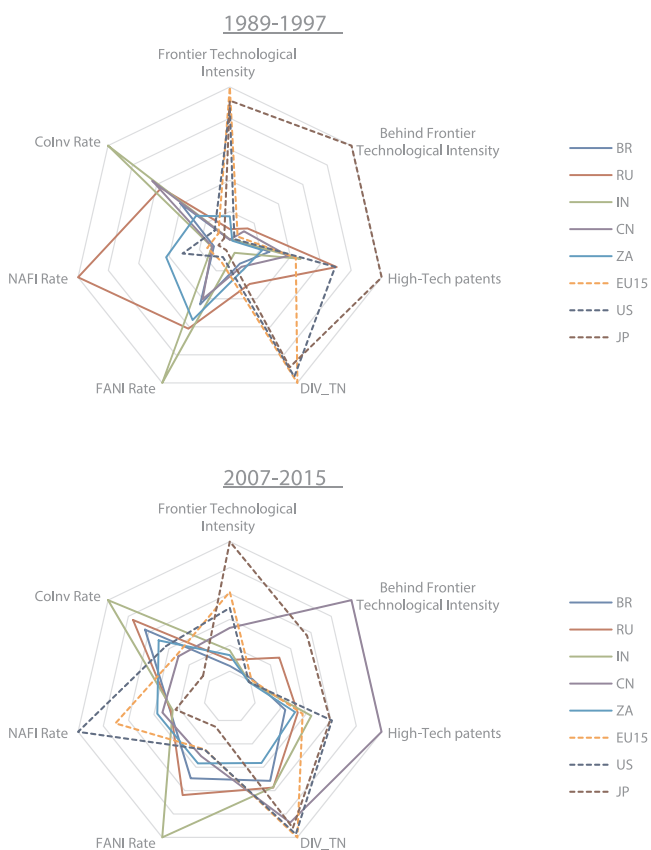 1989-1997
Frontier Technological
Intensity
Behind Frontier
Technological Intensity
High-Tech patents
DIV_TN
FANI Rate
NAFI Rate
CoInv Rate
BR
RU
IN
CN
ZA
EU15
US
JP
2007-2015
Frontier Technological
Intensity
Behind Frontier
Technological Intensity
High-Tech patents
DIV_TN
FANI Rate
NAFI Rate
CoInv Rate
BR
RU
IN
CN
ZA
EU15
US
JP